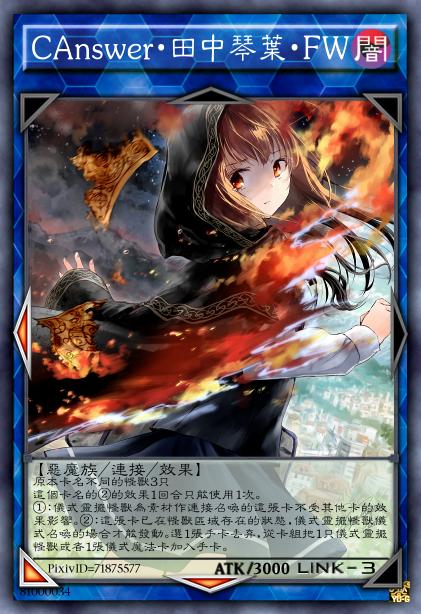 CAnswer・田中琴葉・FW 闇
【惡魔族／連接／效果】
原本卡名不同的怪獸3只
這個卡名的②的效果1回合只能使用1次。
①:儀式靈擺怪獸為素材作連接召喚的這張卡不受其他卡的效
果影響。②:這張卡已在怪獸區域存在的狀態,儀式靈擺怪獸儀
式召喚的場合才能發動。選1張手卡丟弃,從卡組把1只儀式靈擺
怪獸或者1張儀式魔法卡加入手卡。
PixivID=71875577 ATK/3000 LINK-3
81000034